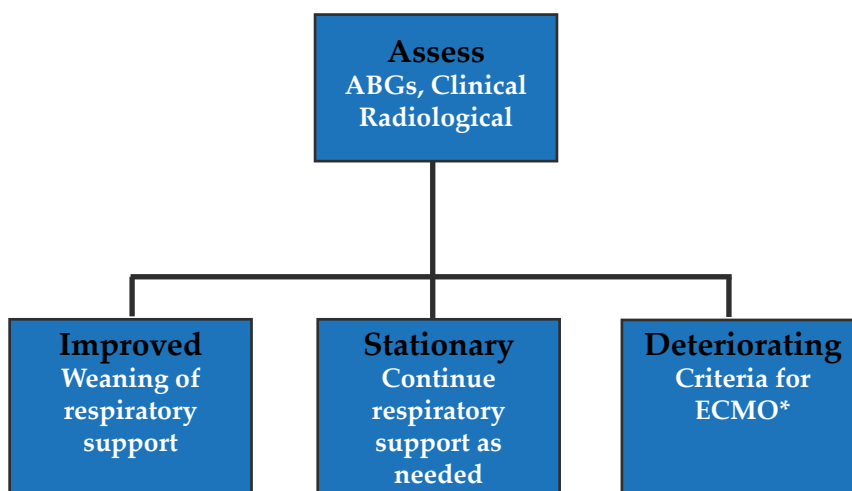 Assess
ABGs, Clinical
Radiological
Improved
Weaning of
respiratory
support
Stationary
Continue
respiratory
support as
needed
Deteriorating
Criteria for
ECMO*